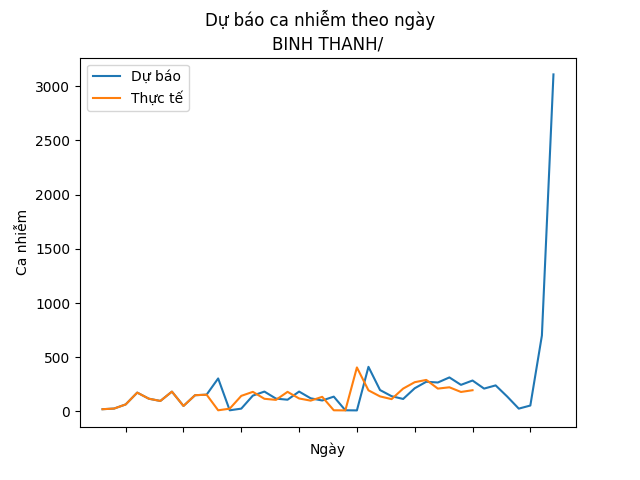 Dự báo ca nhiễm theo ngày
BINH THANH/
Dự báo
Thực tế
3000
2500
2000
1500
1000
500
0
Ca nhiễm
Ngày